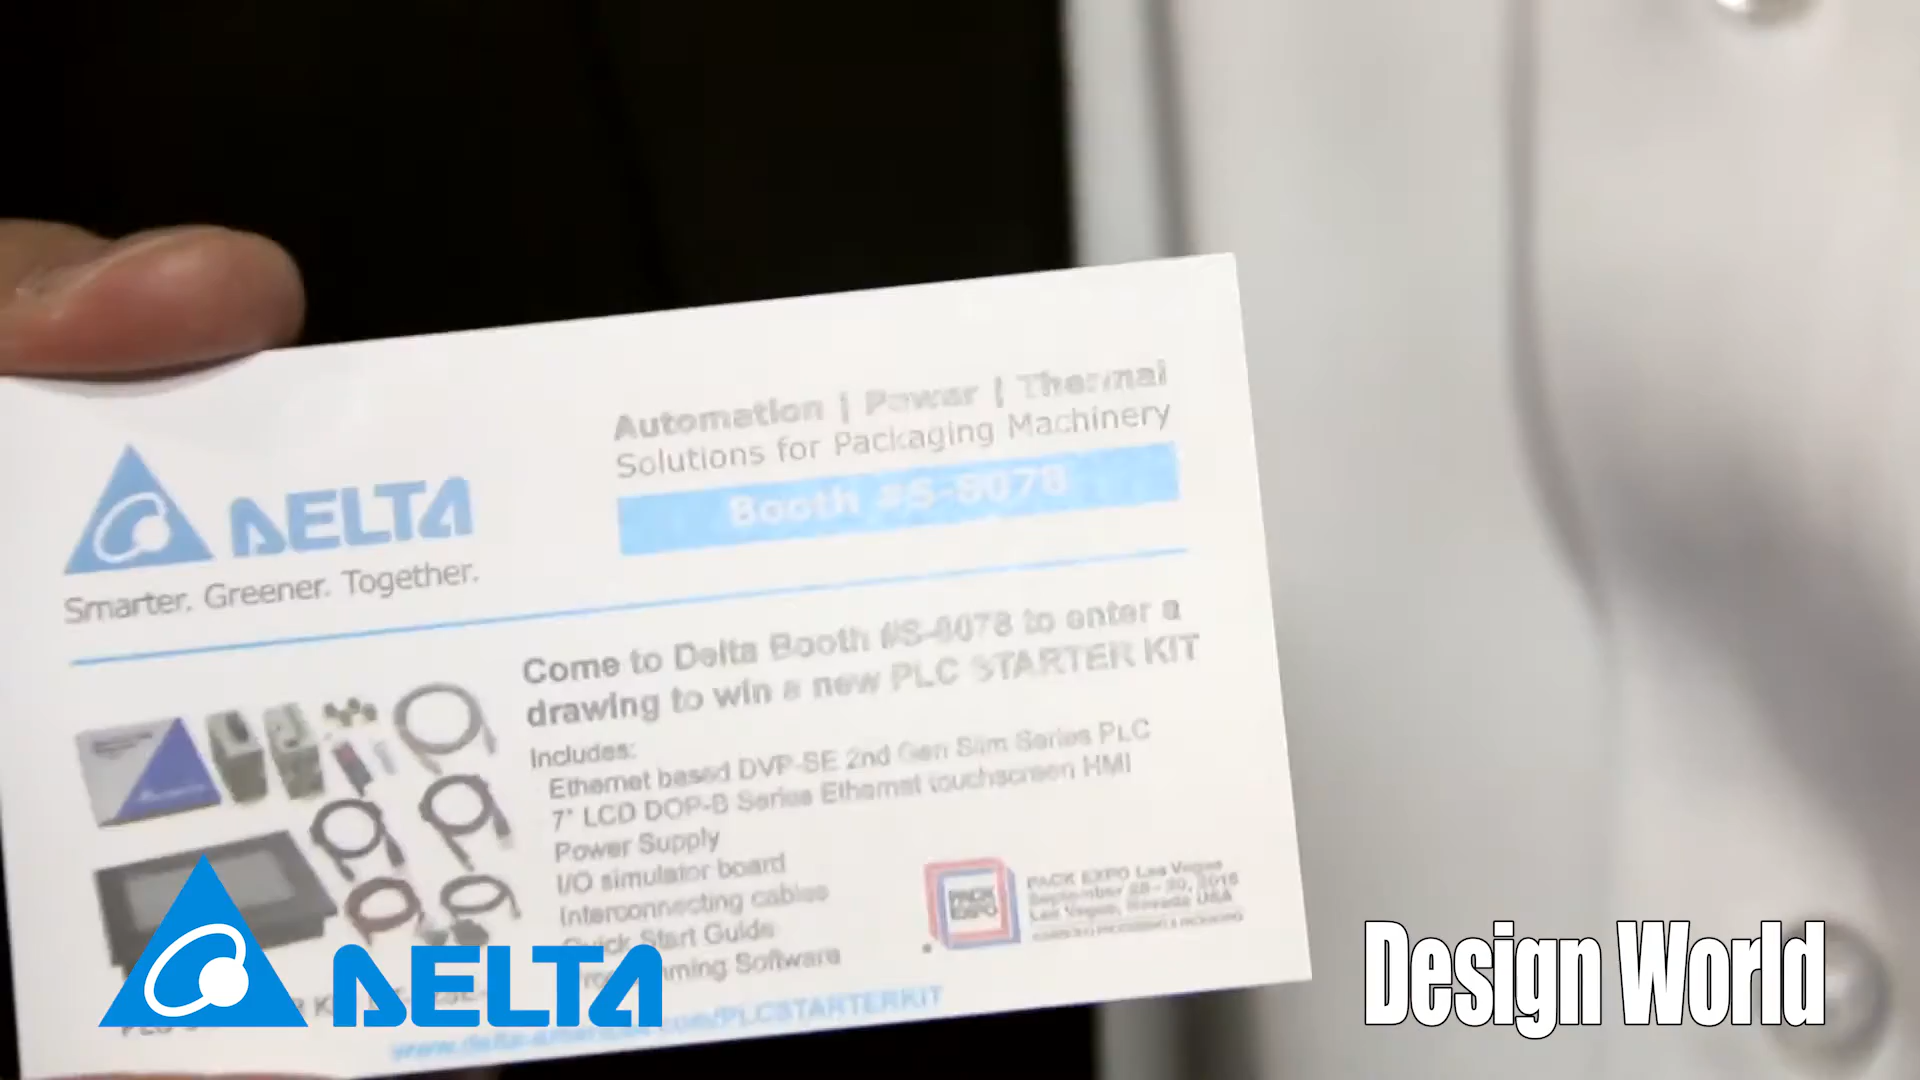 Automation | Power | Thermal
Solutions for Packaging Machinery
Booth #S-8078
DELTA
Smarter. Greener. Together.
Come to Delta Booth #S-8078 to enter a
drawing to win a new PLC STARTER KIT
Includes:
Ethernet based DVP-SE 2nd Gen Slim Series PLC
7" LCD DOP-B Series Ethernet touchscreen HMI
Power Supply
I/O simulator board
Interconnecting cables
Quick Start Guide
Software
PACK
EXPO
PACK EXPO Las Vegas
September
Las Vegas, Nevada USA
DELTA
Design World